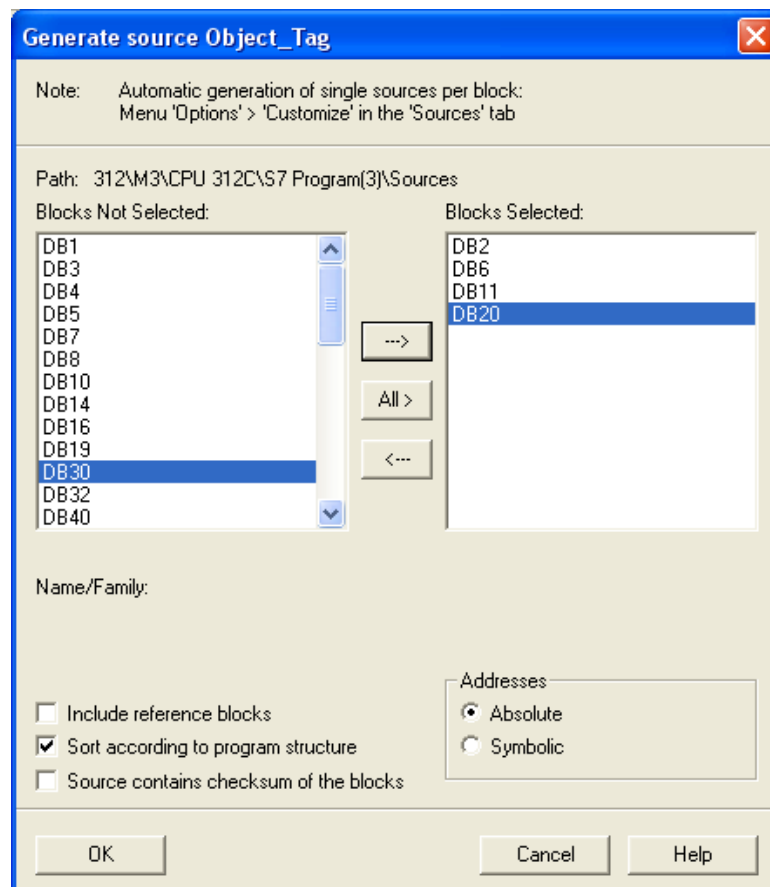 Generate source Object_Tag
Note: Automatic generation of single sources per block:
Menu 'Options' > 'Customize' in the 'Sources' tab
Path: 312\M3\CPU 312C\S7 Program(3)\Sources
Blocks Not Selected:
DB1
DB3
DB4
DB5
DB7
DB8
DB10
DB14
DB16
DB19
DB30
DB32
DB40
--->
All >
<---
Blocks Selected:
DB2
DB6
DB11
DB20
Name/Family:
Include reference blocks
Sort according to program structure
Source contains checksum of the blocks
Addresses
Absolute
Symbolic
OK
Cancel
Help